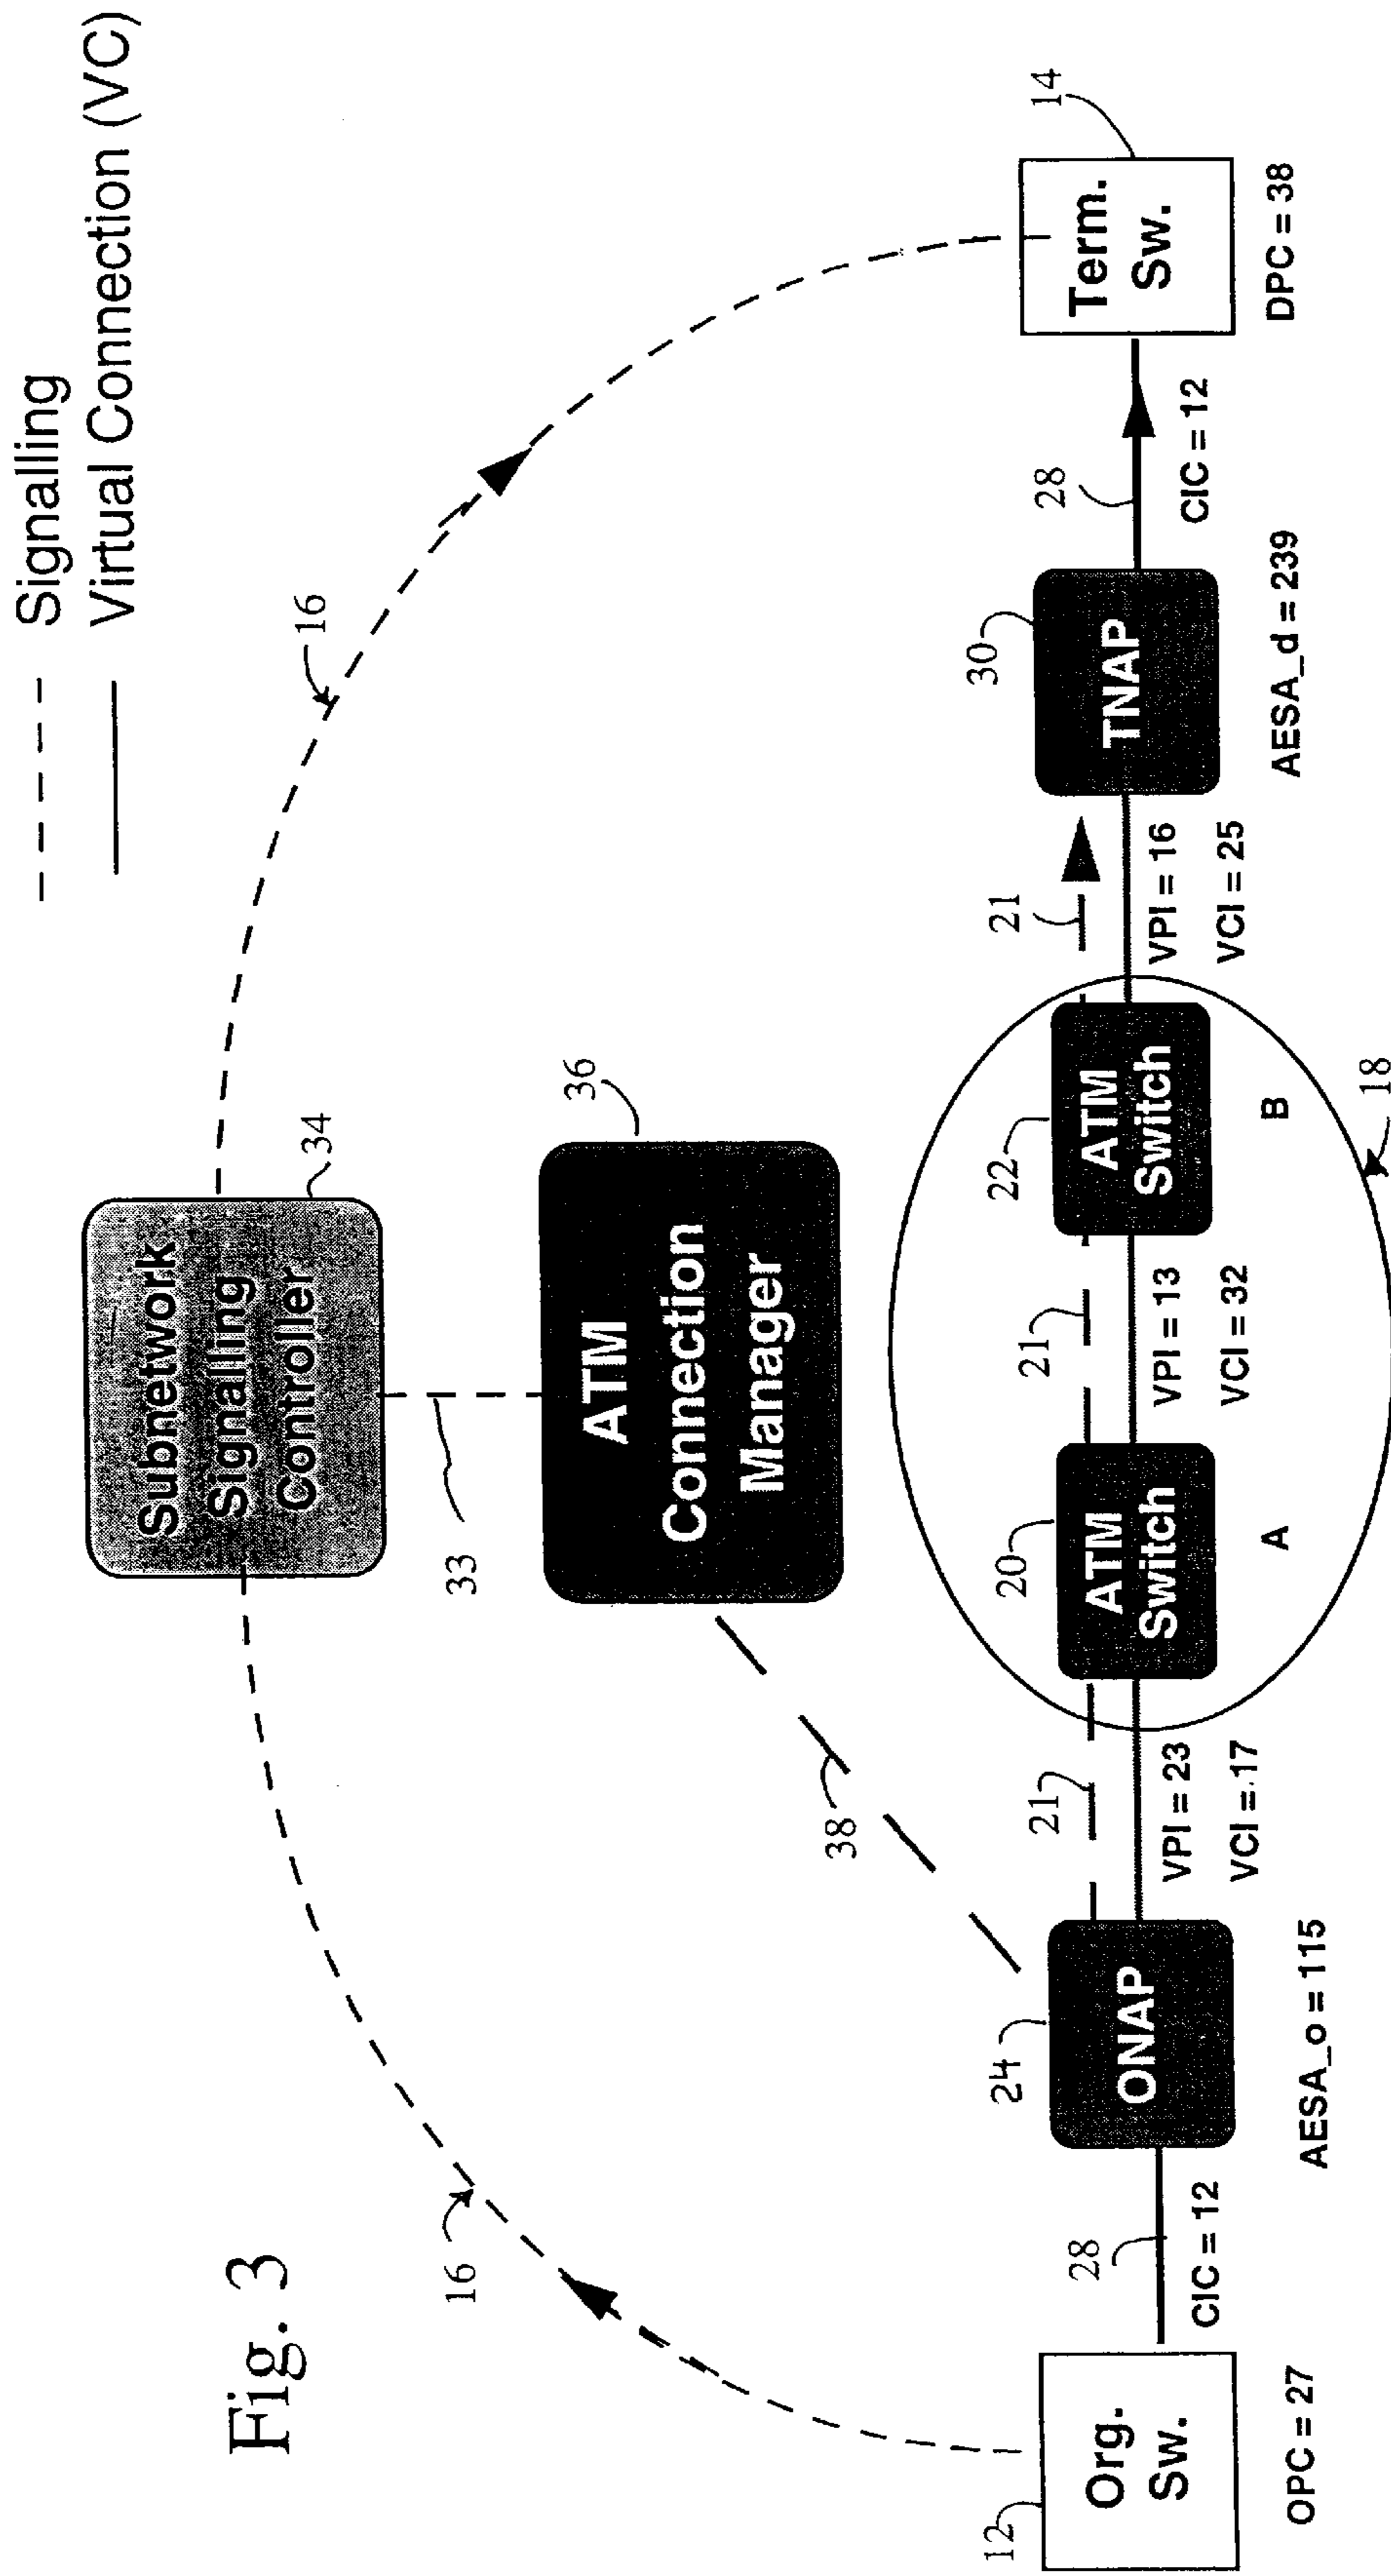 Fig. 3
Signalling
Virtual Connection (VC)
16
16
Subnetwork
Signalling
Controller
34
33
ATM
Connection
Manager
36
38
12
Org.
Sw.
OPC = 27
28
CIC = 12
24
ONAP
AESA_o = 115
21
VPI = 23
VCI = 17
20
ATM
Switch
A
21
VPI = 13
VCI = 32
22
ATM
Switch
B
18
21
VPI = 16
VCI = 25
30
TNAP
AESA_d = 239
28
CIC = 12
14
Term.
Sw.
DPC = 38